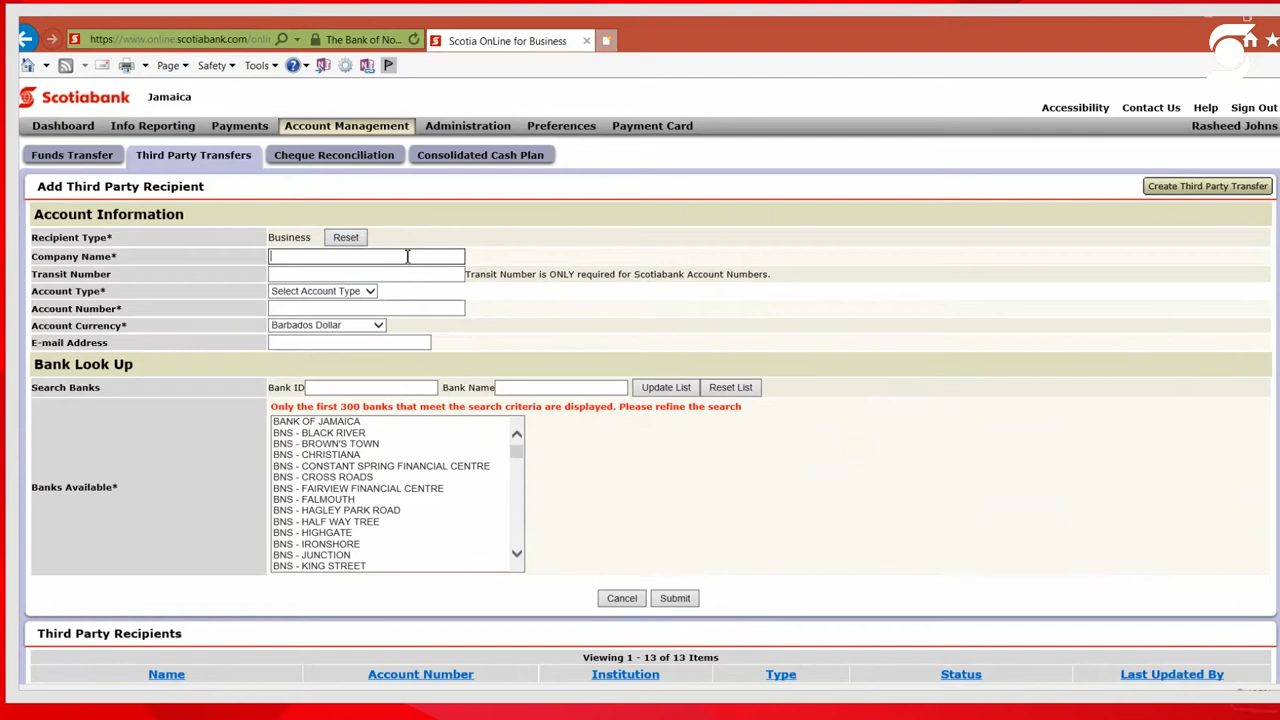 https://www.online.scotiabank.com/onli
The Bank of No...
Scotia OnLine for Business
Page
Safety
Tools
Scotiabank
Jamaica
Accessibility
Contact Us
Help
Sign Out
Dashboard
Info Reporting
Payments
Account Management
Administration
Preferences
Payment Card
Rasheed Johns
Funds Transfer
Third Party Transfers
Cheque Reconciliation
Consolidated Cash Plan
Add Third Party Recipient
Create Third Party Transfer
Account Information
Recipient Type*
Business
Reset
Company Name*
Transit Number
Transit Number is ONLY required for Scotiabank Account Numbers.
Account Type*
Select Account Type
Account Number*
Account Currency*
Barbados Dollar
E-mail Address
Bank Look Up
Search Banks
Bank ID
Bank Name
Update List
Reset List
Only the first 300 banks that meet the search criteria are displayed. Please refine the search
Banks Available*
BANK OF JAMAICA
BNS - BLACK RIVER
BNS - BROWN'S TOWN
BNS - CHRISTIANA
BNS - CONSTANT SPRING FINANCIAL CENTRE
BNS - CROSS ROADS
BNS - FAIRVIEW FINANCIAL CENTRE
BNS - FALMOUTH
BNS - HAGLEY PARK ROAD
BNS - HALF WAY TREE
BNS - HIGHGATE
BNS - IRONSHORE
BNS - JUNCTION
BNS - KING STREET
Cancel
Submit
Third Party Recipients
Viewing 1 - 13 of 13 Items
Name
Account Number
Institution
Type
Status
Last Updated By